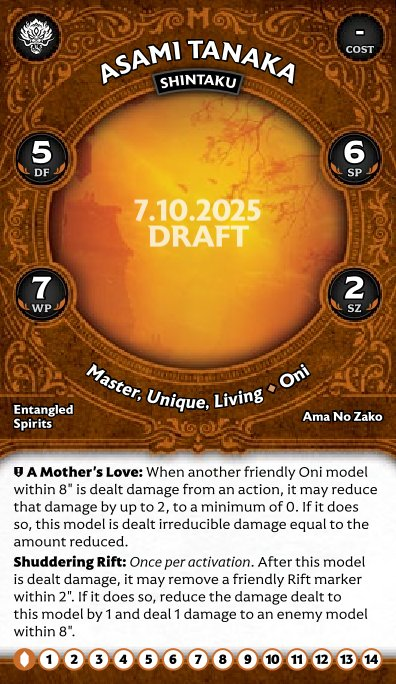 M
-
COST
ASAMI TANAKA
SHINTAKU
5
DF
6
SP
7.10.2025
DRAFT
7
WP
2
SZ
Master, Unique, Living ♦ Oni
Entangled
Spirits
Ama No Zako
A Mother's Love: When another friendly Oni model
within 8" is dealt damage from an action, it may reduce
that damage by up to 2, to a minimum of 0. If it does
so, this model is dealt irreducible damage equal to the
amount reduced.
Shuddering Rift: Once per activation. After this model
is dealt damage, it may remove a friendly Rift marker
within 2". If it does so, reduce the damage dealt to
this model by 1 and deal 1 damage to an enemy model
within 8".
1 2 3 4 5 6 7 8 9 10 11 12 13 14